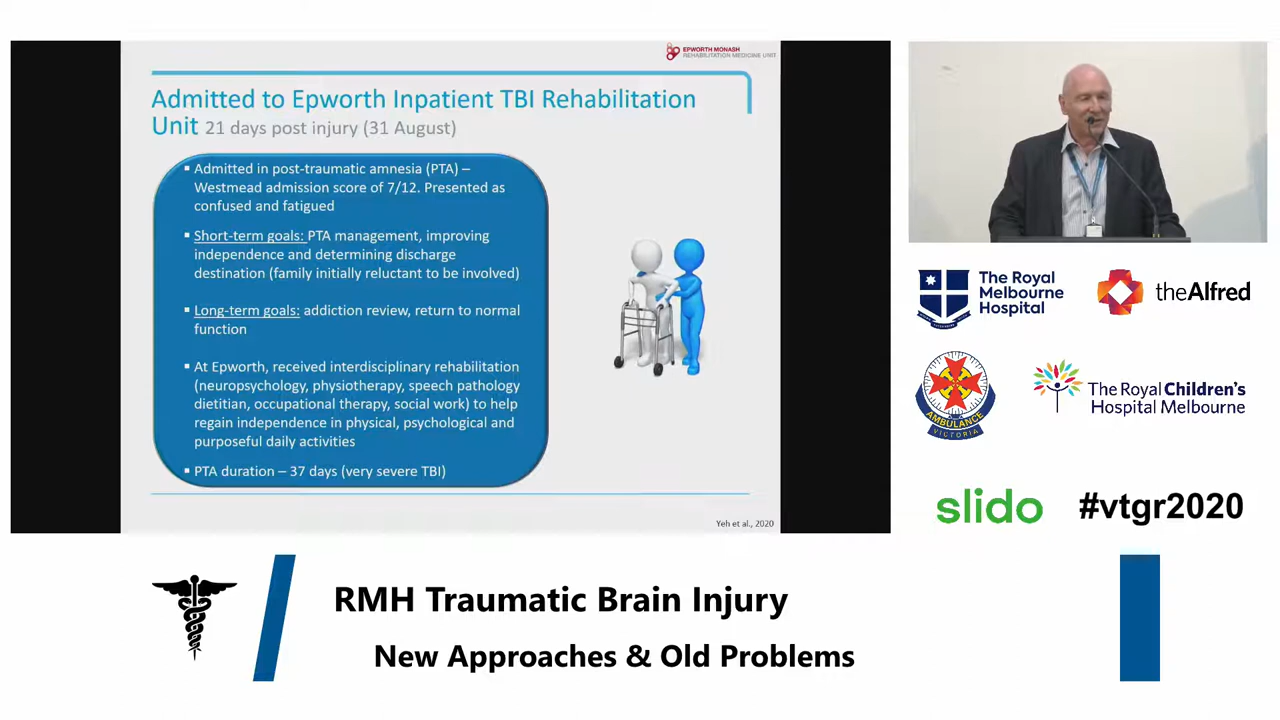 EPWORTH MONASH
REHABILITATION MEDICINE UNIT
Admitted to Epworth Inpatient TBI Rehabilitation
Unit 21 days post injury (31 August)
▪ Admitted in post-traumatic amnesia (PTA) –
Westmead admission score of 7/12. Presented as
confused and fatigued
▪ Short-term goals: PTA management, improving
independence and determining discharge
destination (family initially reluctant to be involved)
▪ Long-term goals: addiction review, return to normal
function
▪ At Epworth, received interdisciplinary rehabilitation
(neuropsychology, physiotherapy, speech pathology
dietitian, occupational therapy, social work) to help
regain independence in physical, psychological and
purposeful daily activities
▪ PTA duration – 37 days (very severe TBI)
Yeh et al., 2020
The Royal
Melbourne
Hospital
theAlfred
AMBULANCE
VICTORIA
The Royal Children's
Hospital Melbourne
slido #vtgr2020
RMH Traumatic Brain Injury
New Approaches & Old Problems